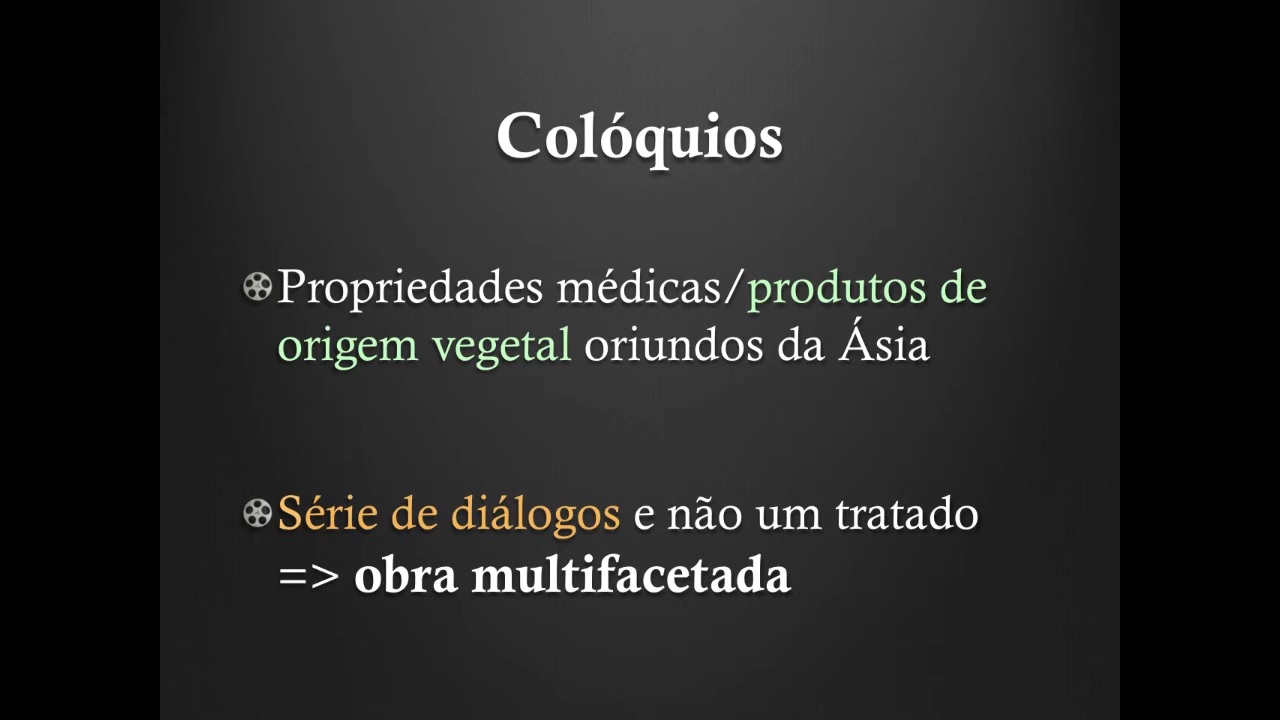 Colóquios
Propriedades médicas/produtos de
origem vegetal oriundos da Ásia
Série de diálogos e não um tratado
=> obra multifacetada